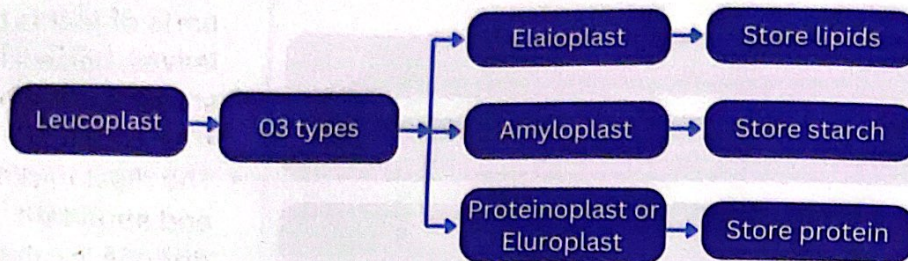 Leucoplast
03 types
Elaioplast
Store lipids
Amyloplast
Store starch
Proteinoplast or
Eluroplast
Store protein